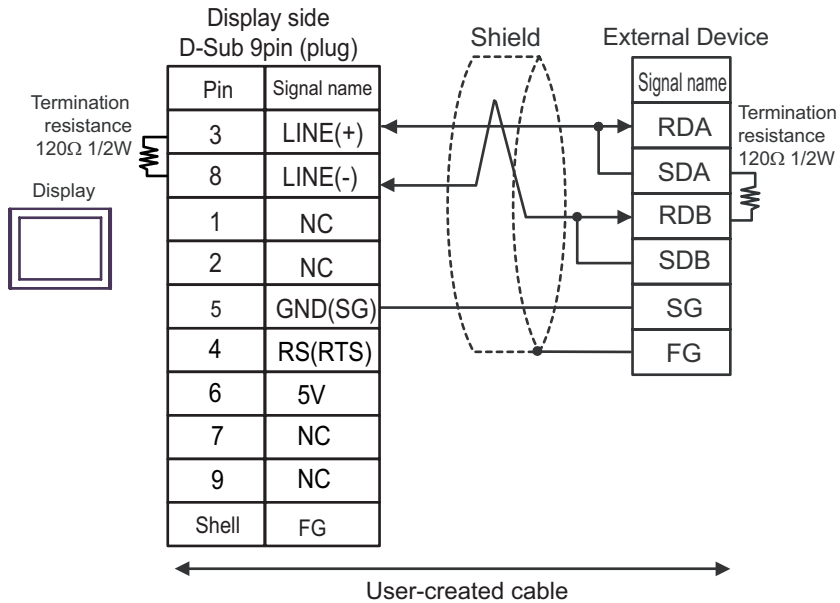 Display side
D-Sub 9pin (plug)
Shield
External Device
Termination
resistance
120Ω 1/2W
Display
Pin Signal name
3 LINE(+)
8 LINE(-)
1 NC
2 NC
5 GND(SG)
4 RS(RTS)
6 5V
7 NC
9 NC
Shell FG
Signal name
RDA
SDA
RDB
SDB
SG
FG
Termination
resistance
120Ω 1/2W
User-created cable